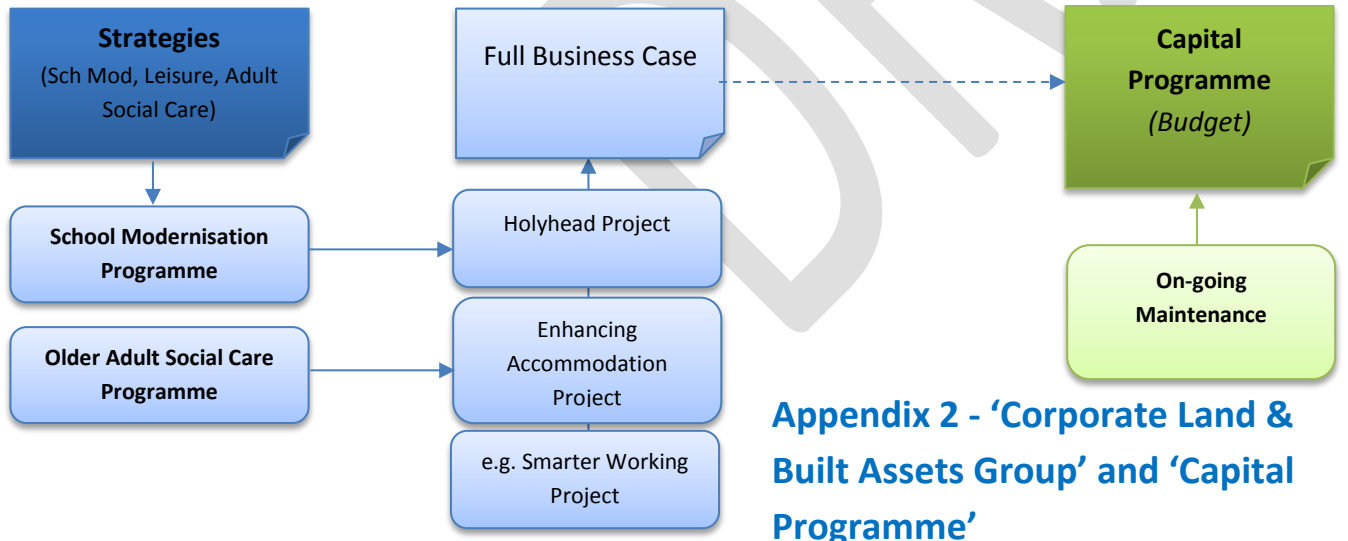 Strategies
(Sch Mod, Leisure, Adult
Social Care)
Full Business Case
Capital
Programme
(Budget)
School Modernisation
Programme
Holyhead Project
On-going
Maintenance
Older Adult Social Care
Programme
Enhancing
Accommodation
Project
e.g. Smarter Working
Project
Appendix 2 - ‘Corporate Land &
Built Assets Group’ and ‘Capital
Programme’